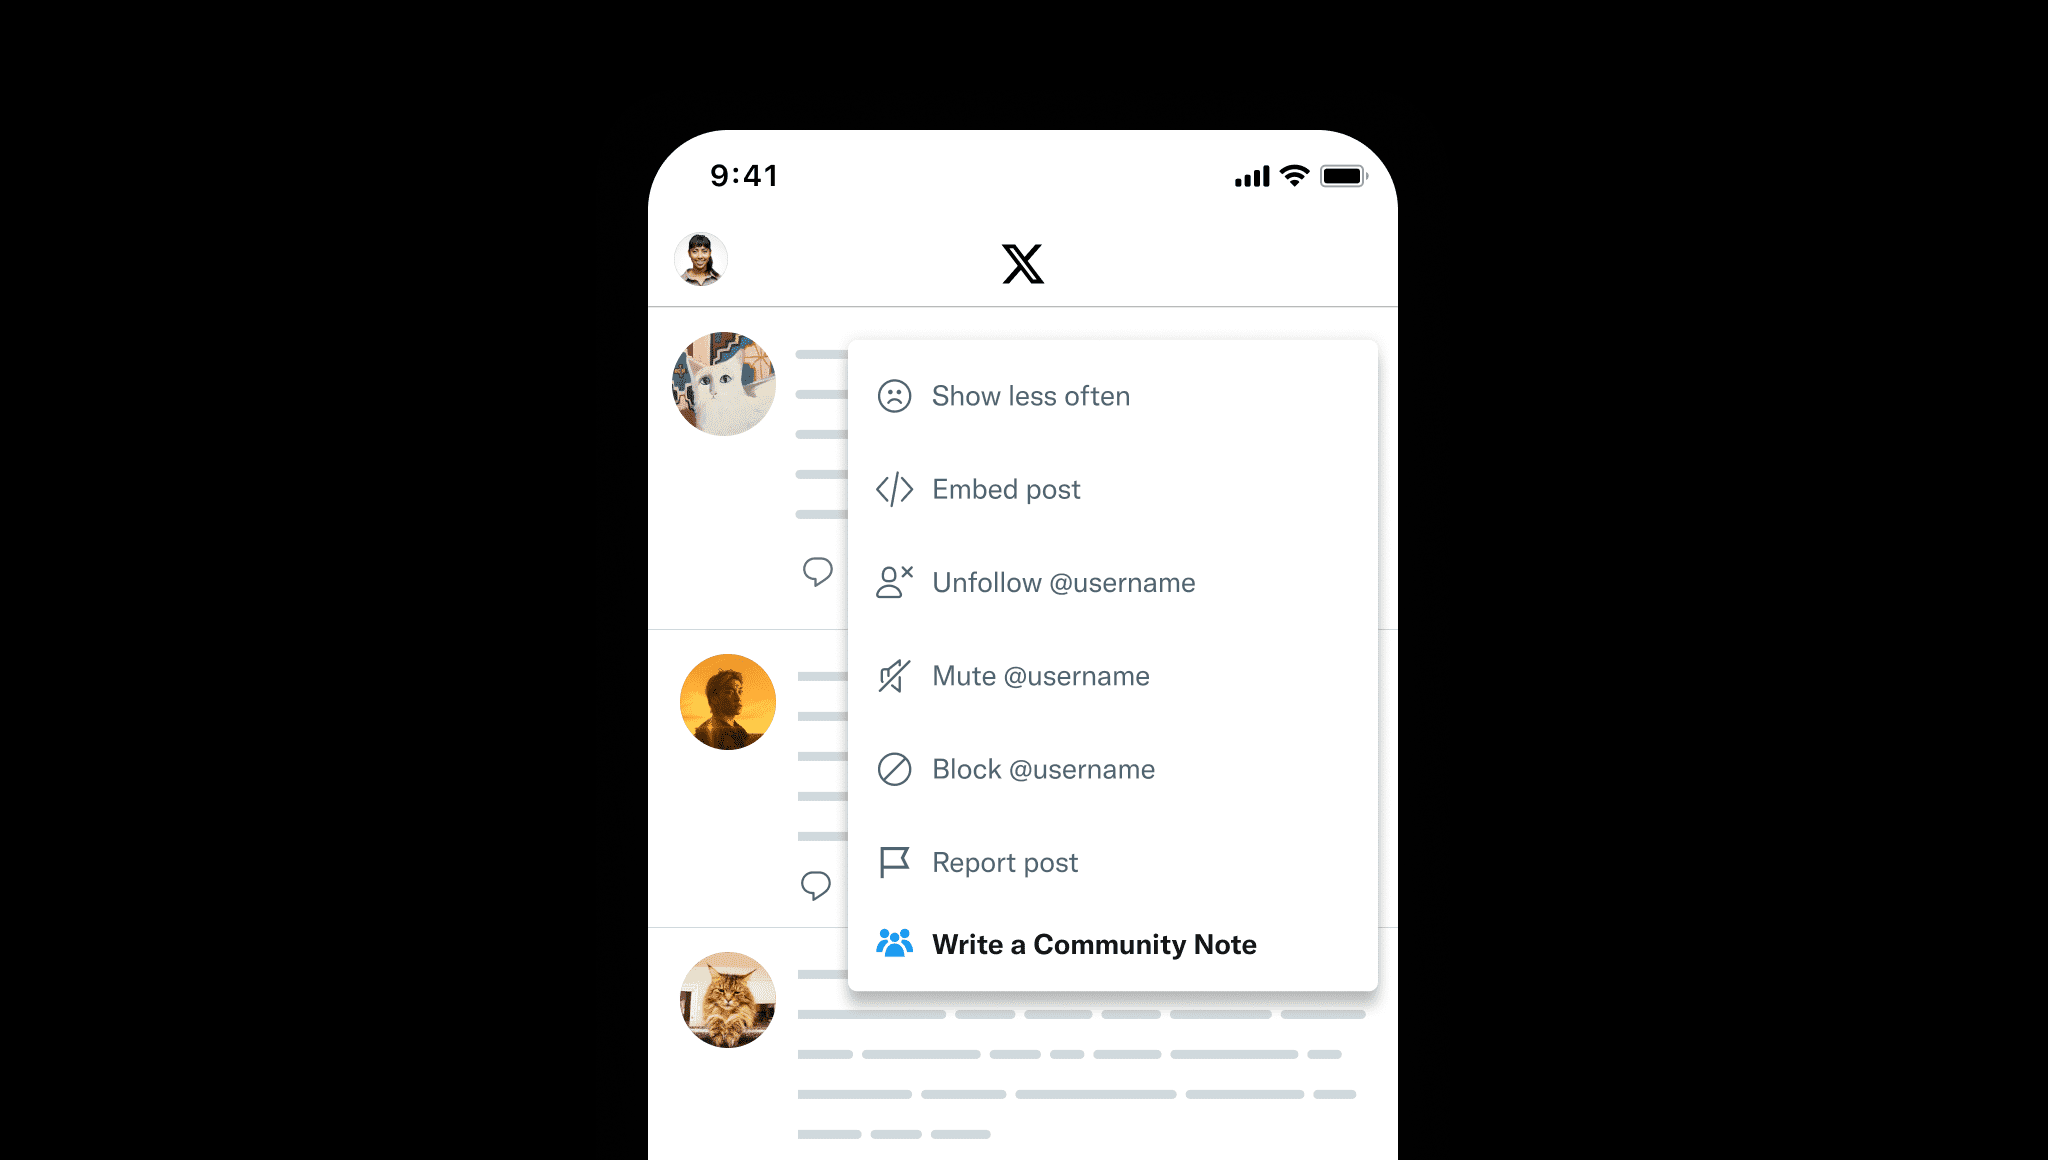 9:41
Show less often
Embed post
Unfollow @username
Mute @username
Block @username
Report post
Write a Community Note